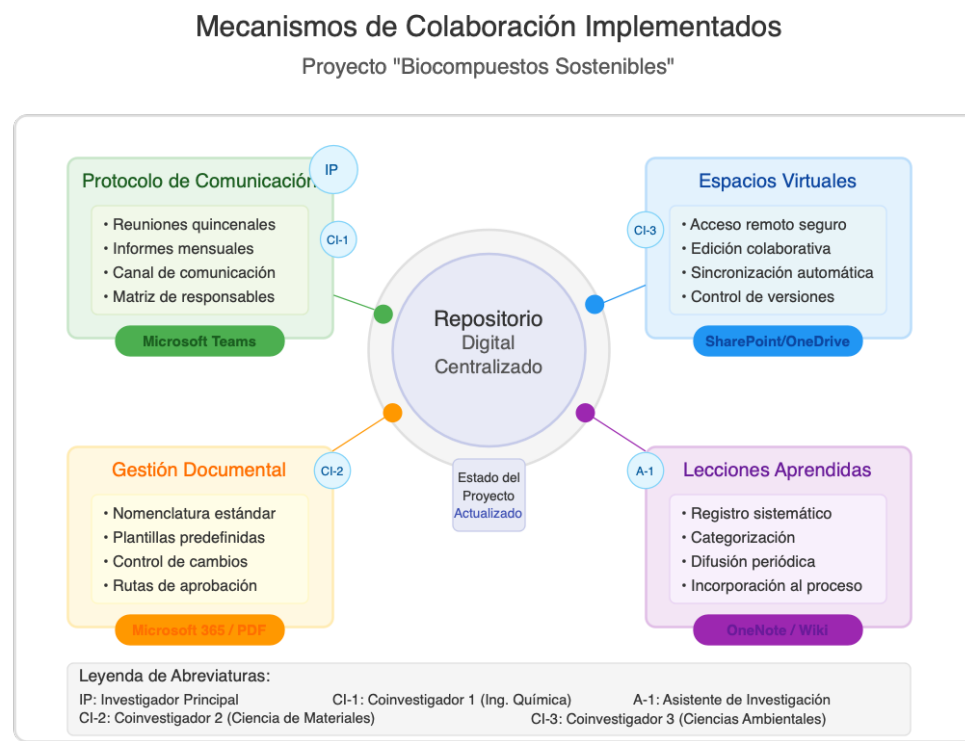 Mecanismos de Colaboración Implementados
Proyecto "Biocompuestos Sostenibles"
IP
Protocolo de Comunicación
• Reuniones quincenales
• Informes mensuales
• Canal de comunicación
• Matriz de responsables
CI-1
Microsoft Teams
Espacios Virtuales
CI-3
• Acceso remoto seguro
• Edición colaborativa
• Sincronización automática
• Control de versiones
SharePoint/OneDrive
Repositorio
Digital
Centralizado
Estado del
Proyecto
Actualizado
Gestión Documental
CI-2
• Nomenclatura estándar
• Plantillas predefinidas
• Control de cambios
• Rutas de aprobación
Microsoft 365 / PDF
A-1
Lecciones Aprendidas
• Registro sistemático
• Categorización
• Difusión periódica
• Incorporación al proceso
OneNote / Wiki
Leyenda de Abreviaturas:
IP: Investigador Principal CI-1: Coinvestigador 1 (Ing. Química) A-1: Asistente de Investigación
CI-2: Coinvestigador 2 (Ciencia de Materiales) CI-3: Coinvestigador 3 (Ciencias Ambientales)